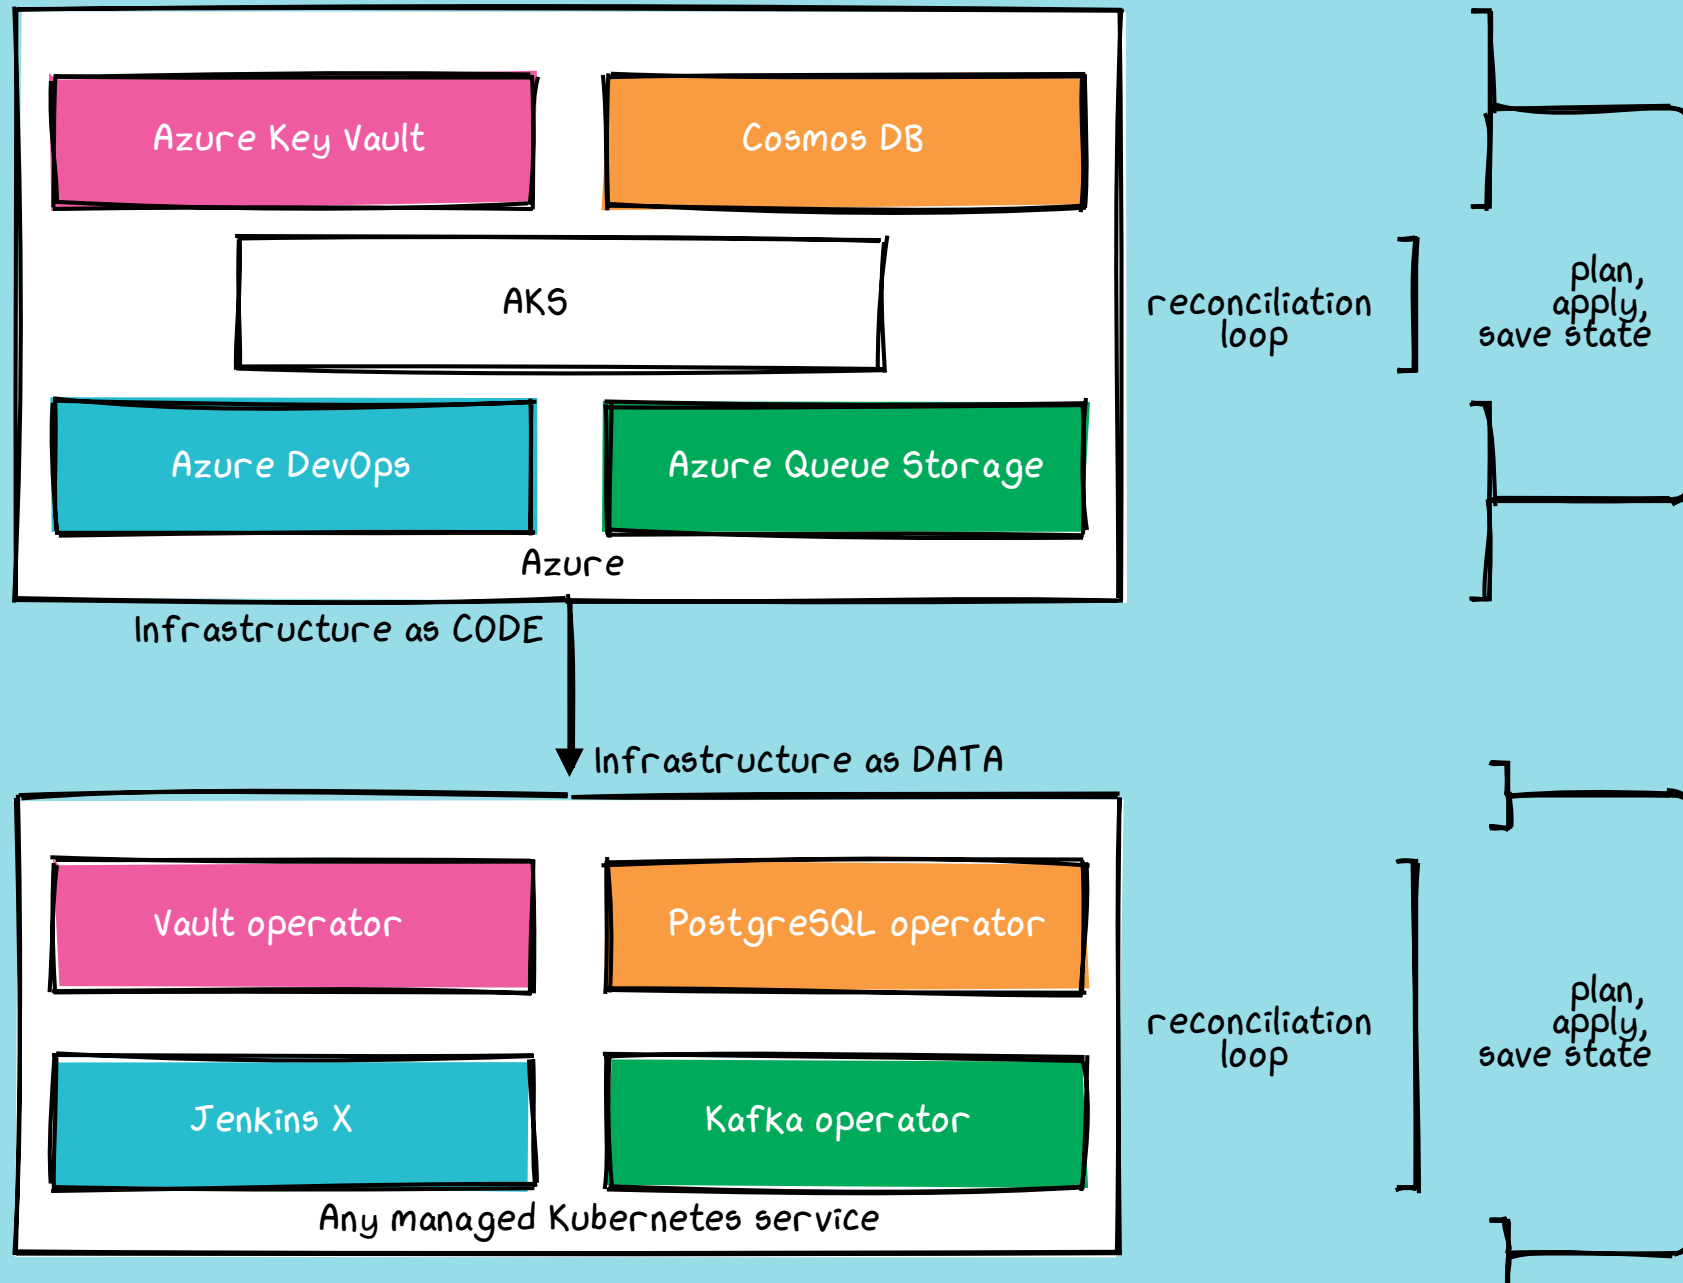 Azure Key Vault
Cosmos DB
AKS
reconciliation
loop
plan,
apply,
save state
Azure DevOps
Azure Queue Storage
Azure
Infrastructure as CODE
Infrastructure as DATA
Vault operator
PostgreSQL operator
reconciliation
loop
plan,
apply,
save state
Jenkins X
Kafka operator
Any managed Kubernetes service